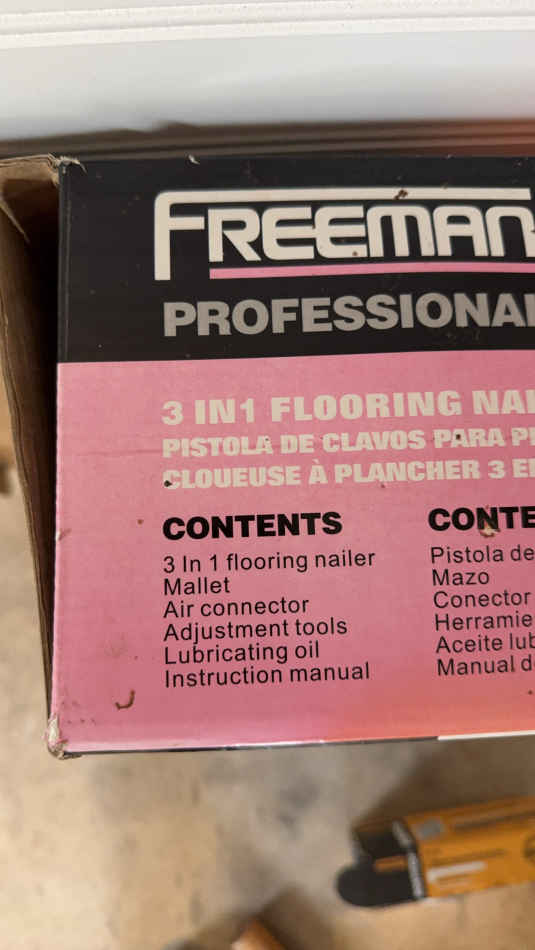 FREEMAN
PROFESSIONAL
3 IN1 FLOORING
PISTOLA DE CLAVOS PARA
CLOUEUSE À PLANCHER 3
CONTENTS
3 In 1 flooring nailer
Mallet
Air connector
Adjustment tools
Lubricating oil
Instruction manual
Pistola de
Mazo
Conector
Aceite
Manual